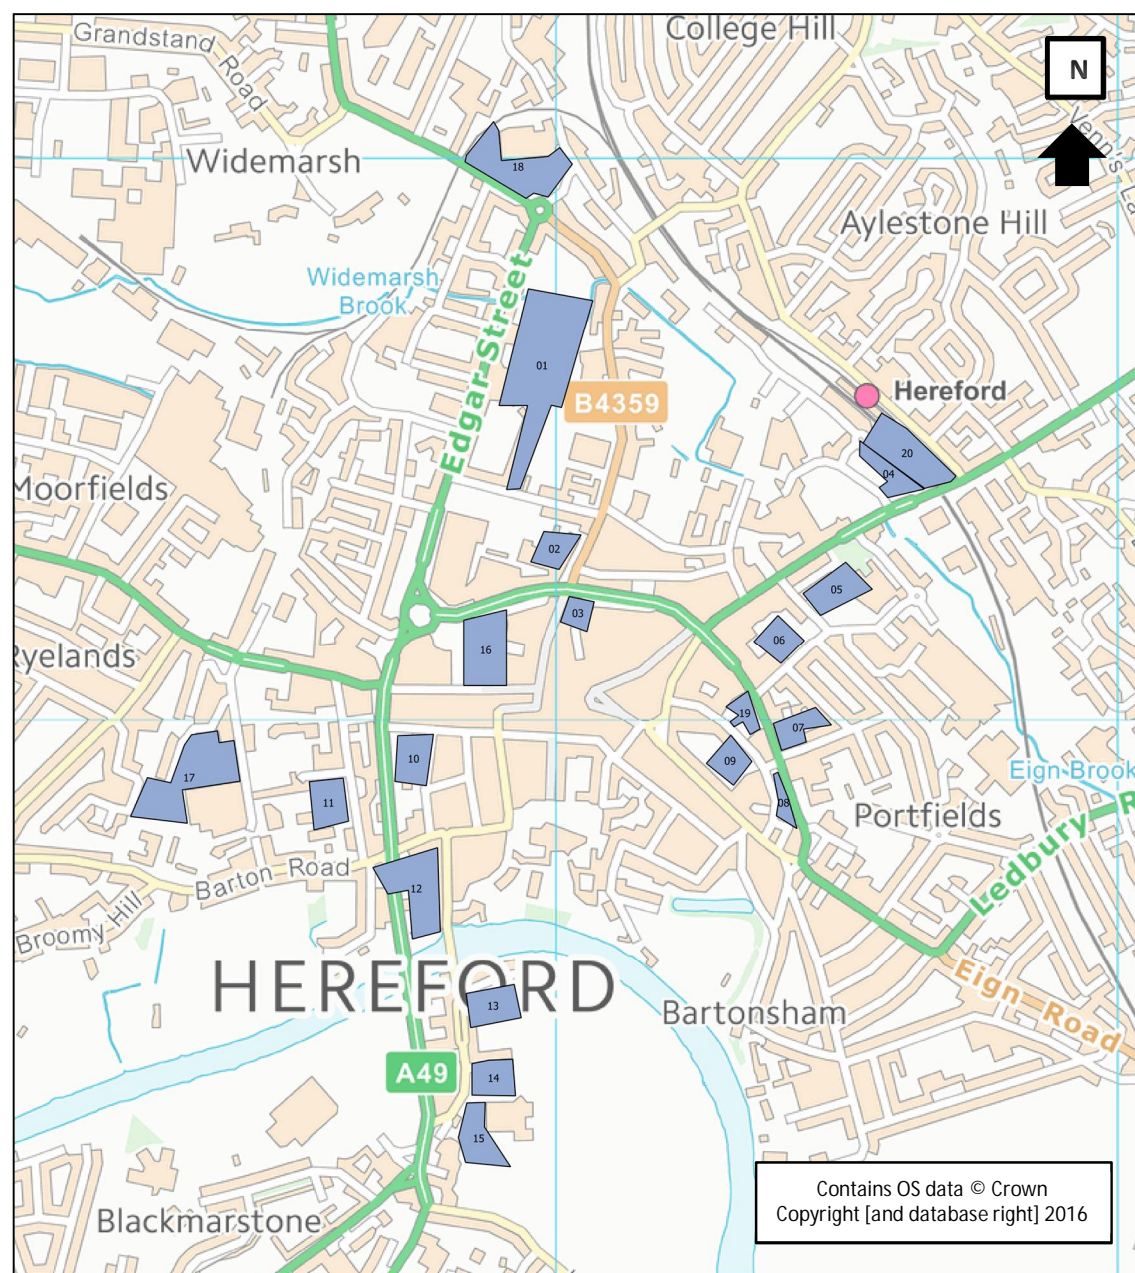 College Hill
Grandstand
Road
N
Venn's La
Widemarsh
18
Aylestone Hill
Widemarsh
Brook
Edgar Street
01
B4359
Hereford
20
04
Moorfields
02
05
03
06
16
Ryelands
19
07
10
09
17
Eign Brook
11
08
Portfields
Ledbury R
Barton Road
12
Broomy Hill
HEREFORD
13
Bartonsham
Eign Road
A49
14
15
Contains OS data © Crown
Copyright [and database right] 2016
Blackmarstone